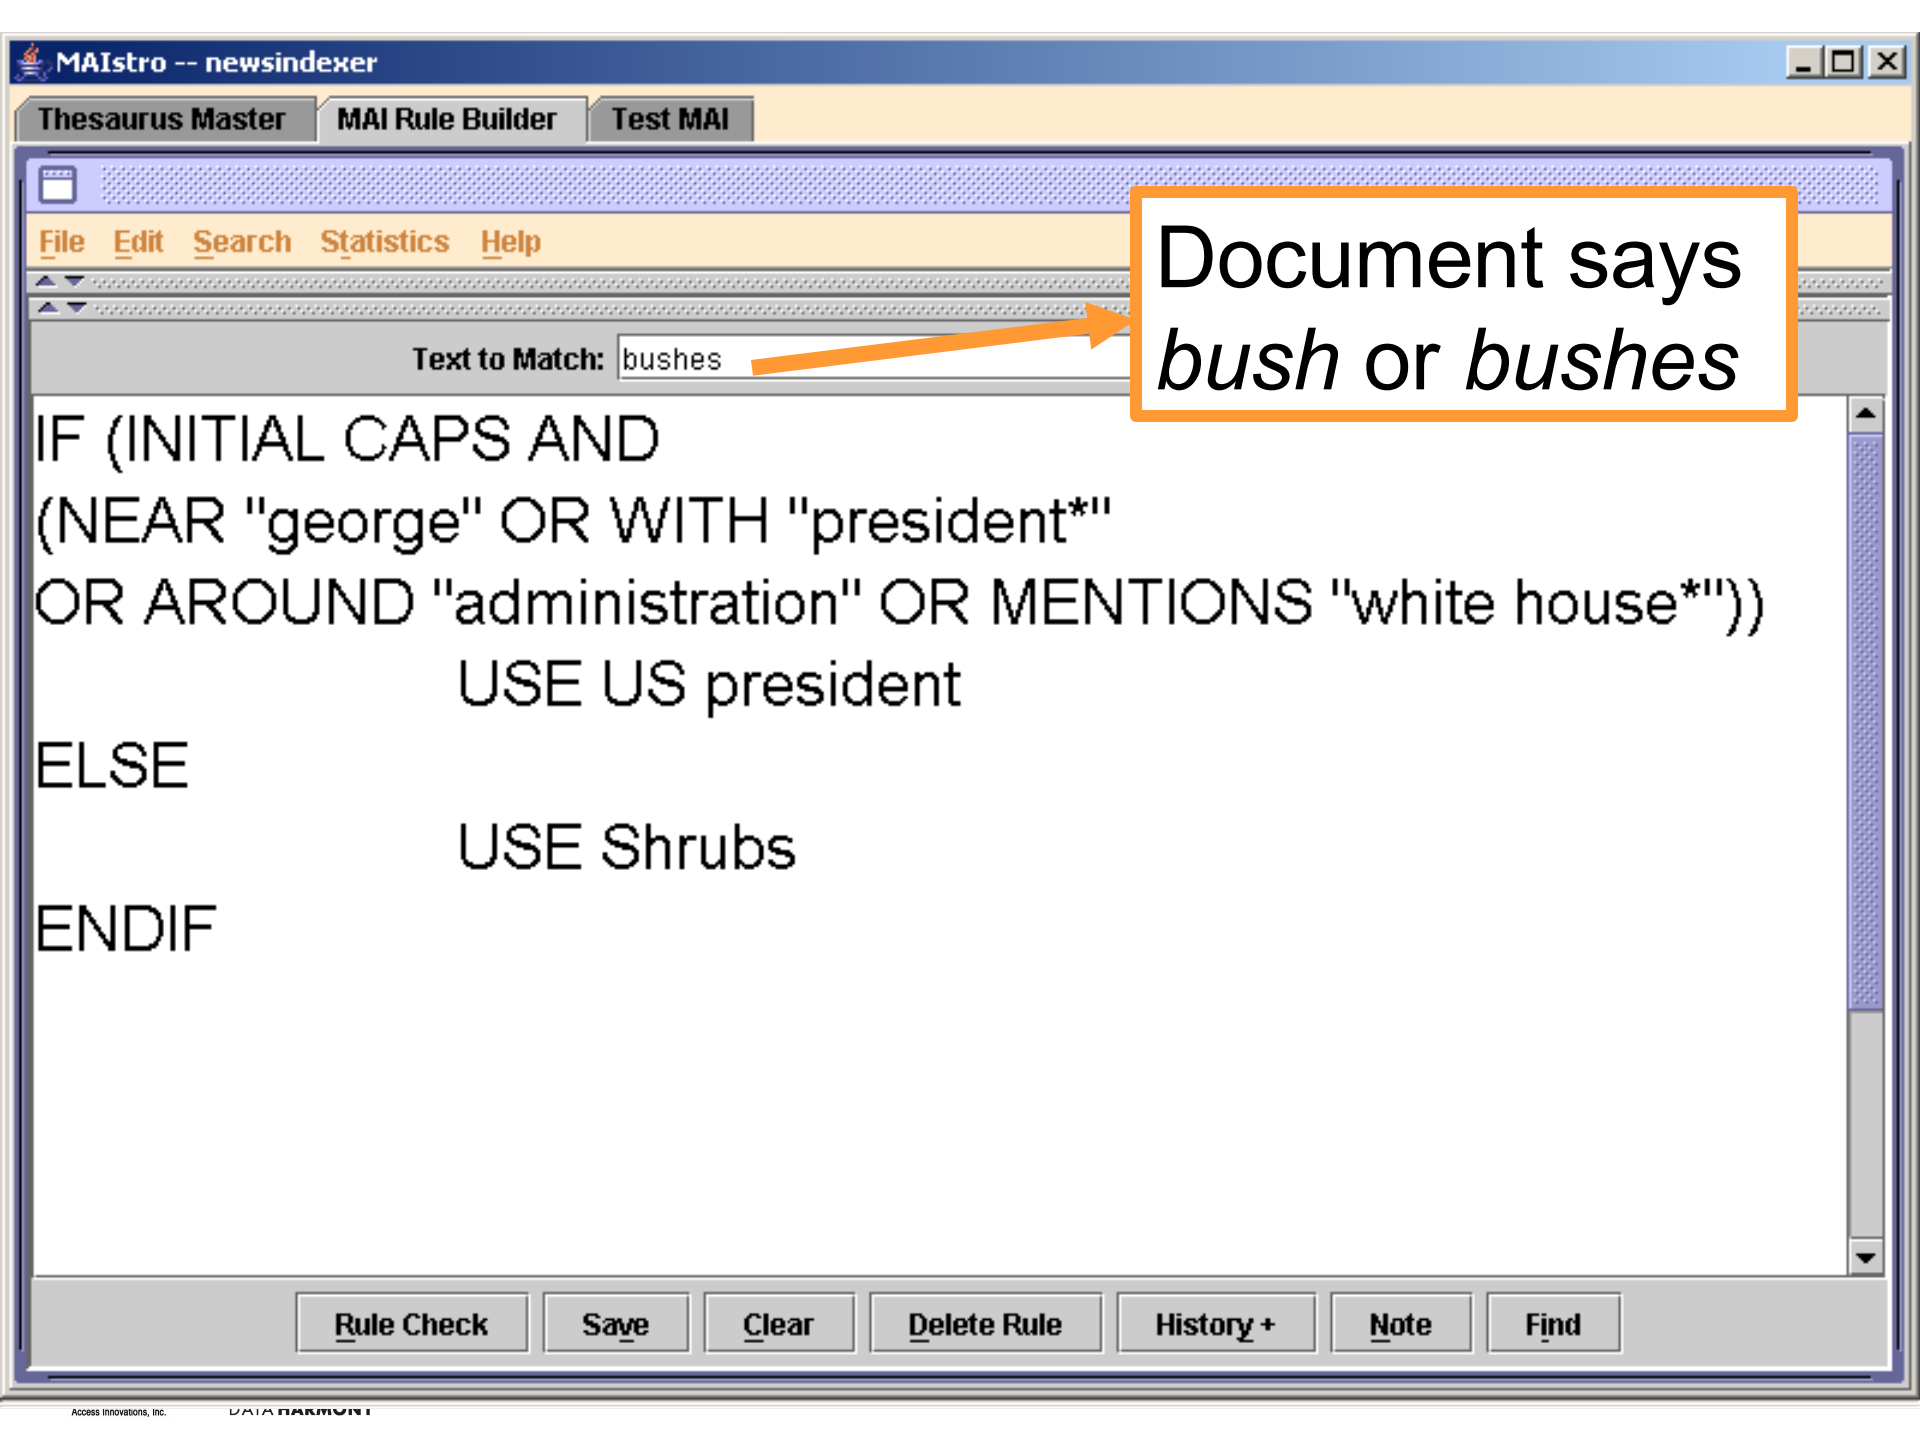 MAIstro -- newsindexer
Thesaurus Master MAI Rule Builder Test MAI
File Edit Search Statistics Help
Document says
bush or bushes
Text to Match: bushes
IF (INITIAL CAPS AND
(NEAR "george" OR WITH "president*"
OR AROUND "administration" OR MENTIONS "white house*"))
USE US president
ELSE
USE Shrubs
ENDIF
Rule Check Save Clear Delete Rule History + Note Find
Access Innovations, Inc. DATA HARMONY